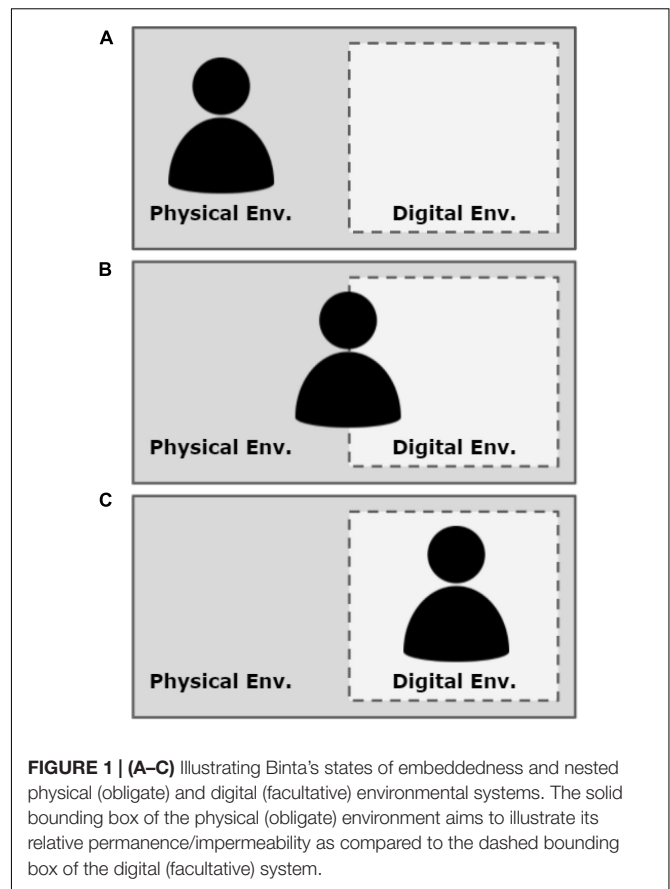 A
Physical Env. Digital Env.
B
Physical Env. Digital Env.
C
Physical Env. Digital Env.
FIGURE 1 | (A–C) Illustrating Binta's states of embeddedness and nested
physical (obligate) and digital (facultative) environmental systems. The solid
bounding box of the physical (obligate) environment aims to illustrate its
relative permanence/impermeability as compared to the dashed bounding
box of the digital (facultative) system.